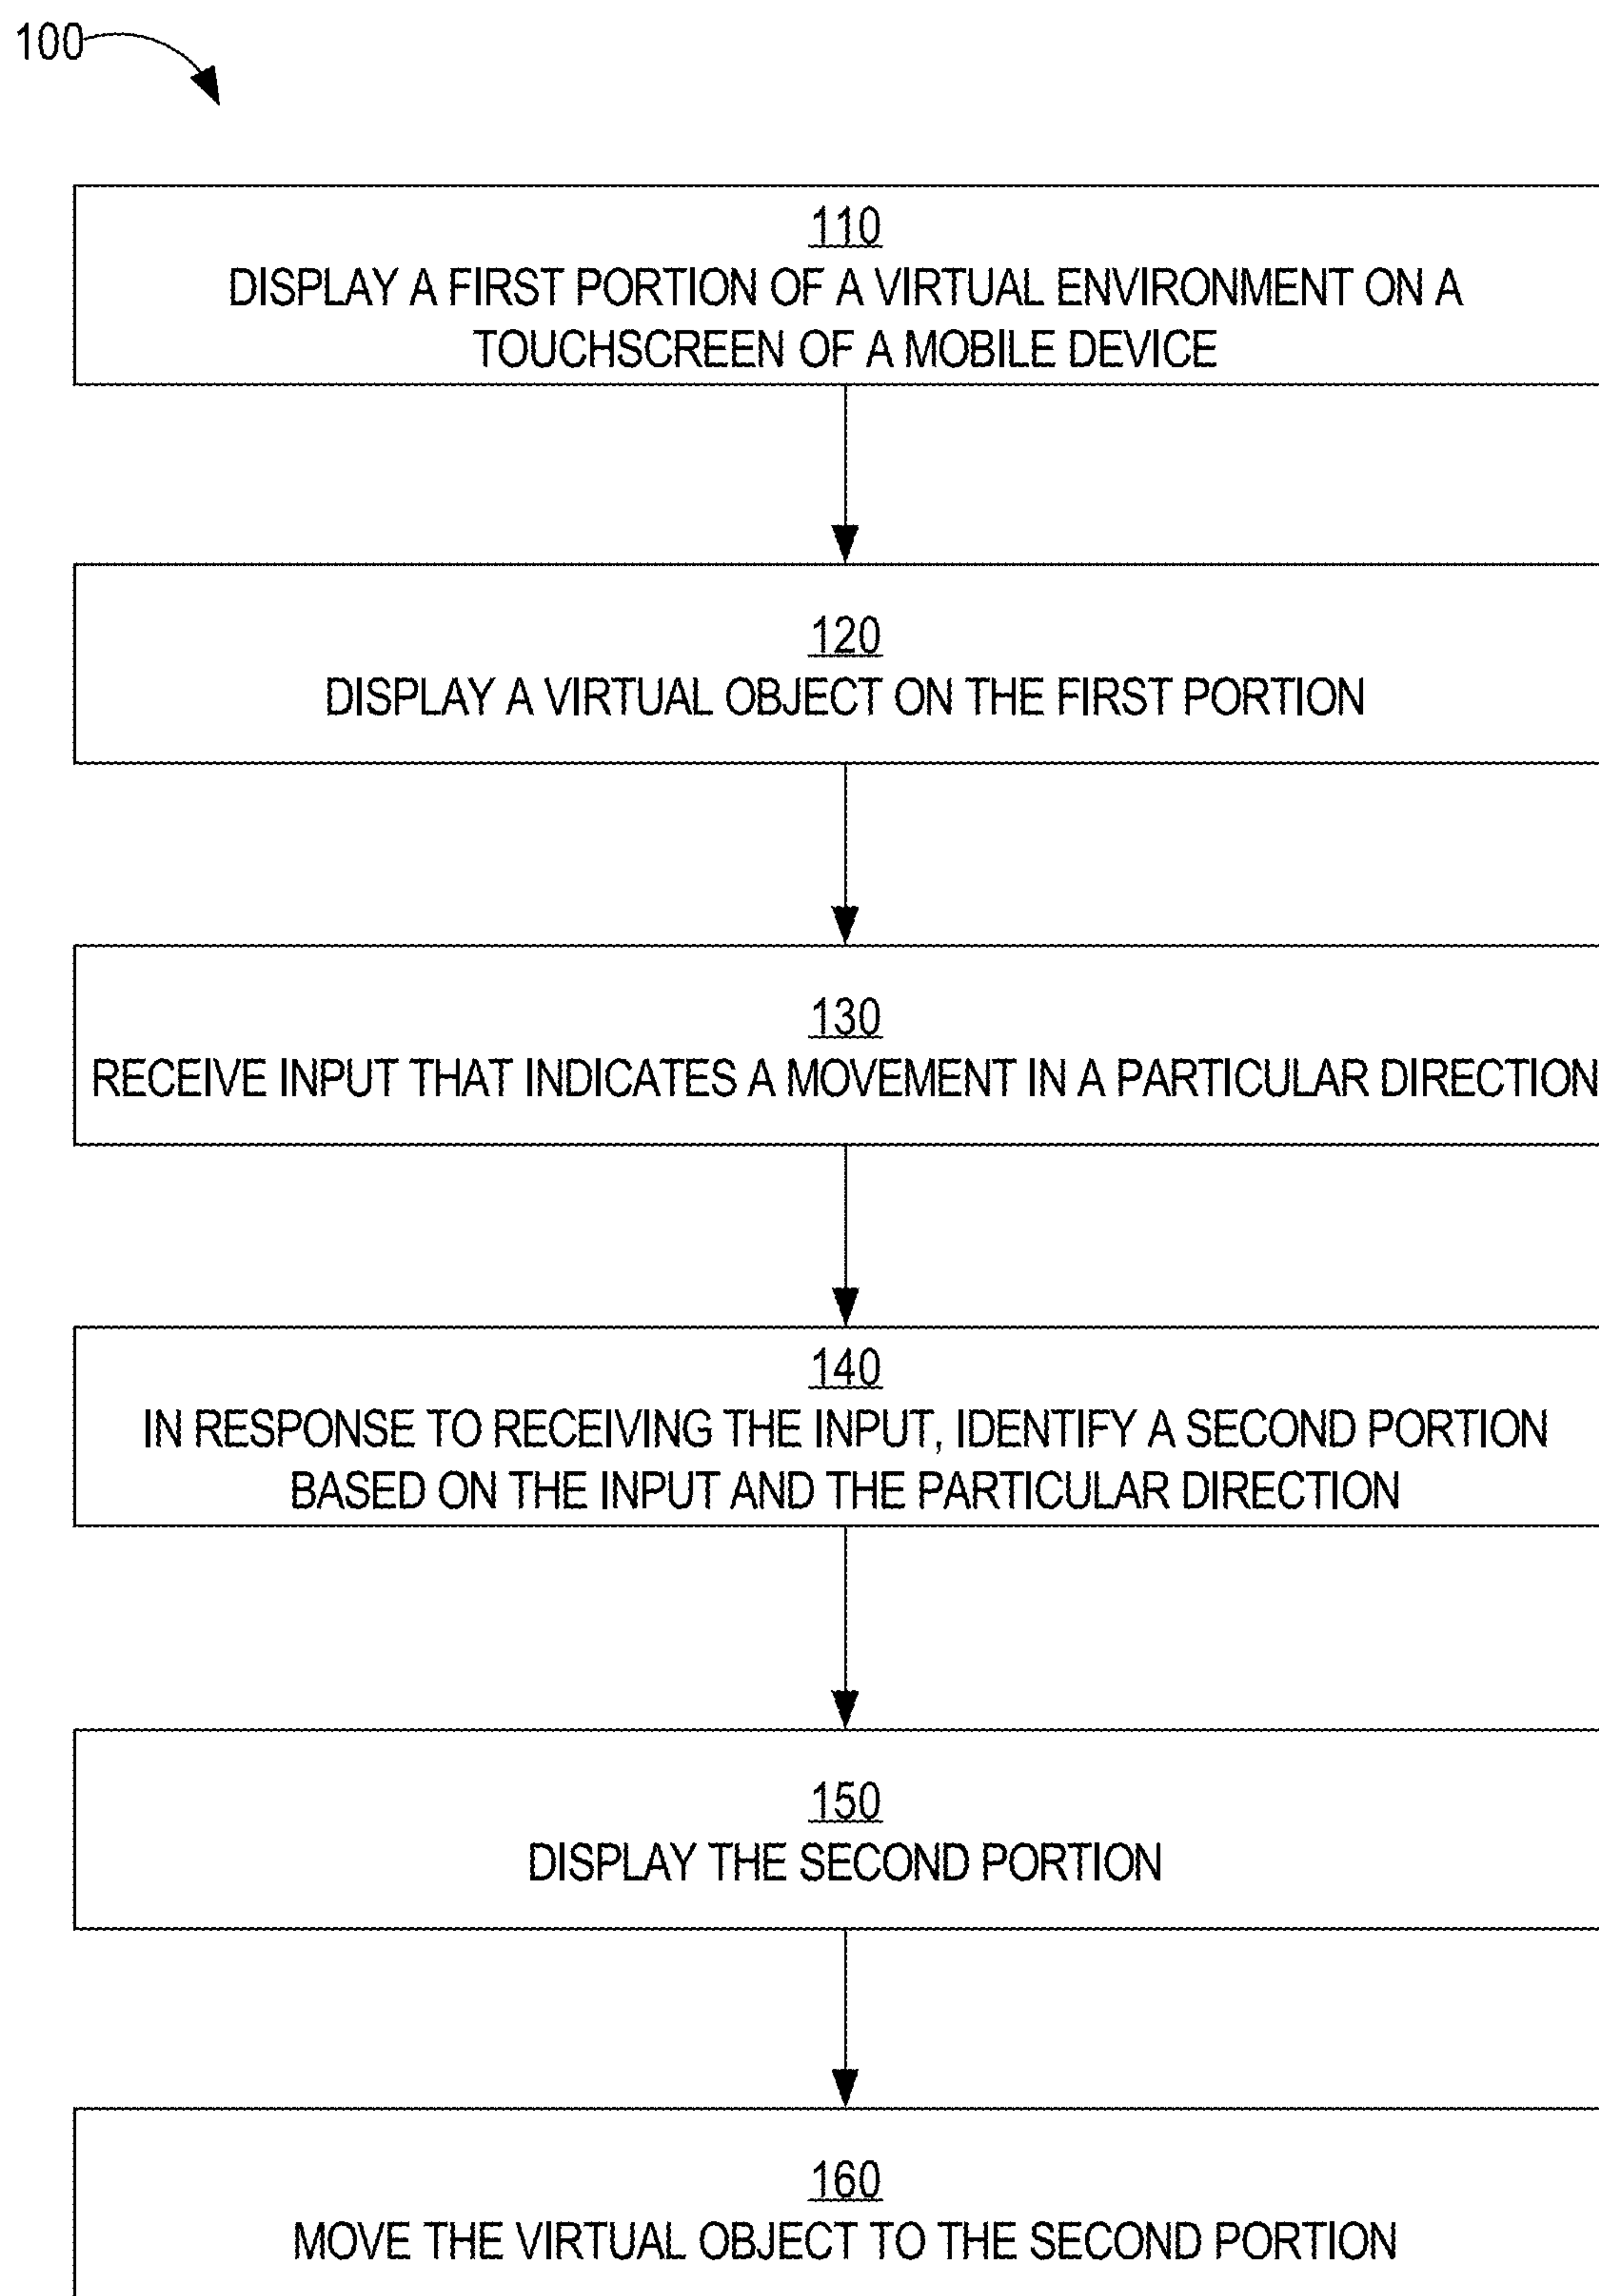 100
110
DISPLAY A FIRST PORTION OF A VIRTUAL ENVIRONMENT ON A
TOUCHSCREEN OF A MOBILE DEVICE
120
DISPLAY A VIRTUAL OBJECT ON THE FIRST PORTION
130
RECEIVE INPUT THAT INDICATES A MOVEMENT IN A PARTICULAR DIRECTION
140
IN RESPONSE TO RECEIVING THE INPUT, IDENTIFY A SECOND PORTION
BASED ON THE INPUT AND THE PARTICULAR DIRECTION
150
DISPLAY THE SECOND PORTION
160
MOVE THE VIRTUAL OBJECT TO THE SECOND PORTION